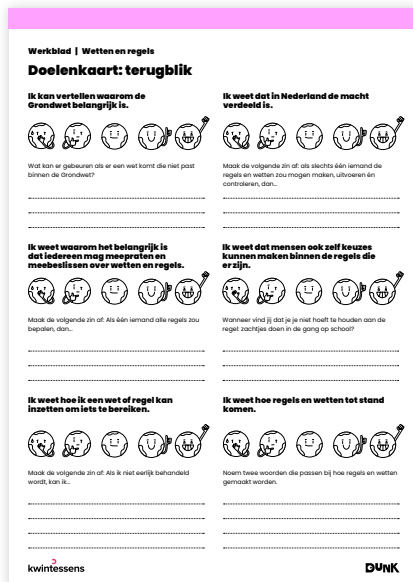 Werkblad | Wetten en regels
Doelenkaart: terugblik
Ik kan vertellen waarom de
Grondwet belangrijk is.
Wat kan er gebeuren als er een wet komt die niet past
binnen de Grondwet?
Ik weet dat in Nederland de macht
verdeeld is.
Maak de volgende zin af: als slechts één iemand de
regels en wetten zou mogen maken, uitvoeren én
controleren, dan...
Ik weet waarom het belangrijk is
dat iedereen mag meepraten en
meebeslissen over wetten en regels.
Maak de volgende zin af: Als één iemand alle regels zou
bepalen, dan...
Ik weet dat mensen ook zelf keuzes
kunnen maken binnen de regels die
er zijn.
Wanneer vind jij dat je je niet hoeft te houden aan de
regel: zachtjes doen in de gang op school?
Ik weet hoe ik een wet of regel kan
inzetten om iets te bereiken.
Maak de volgende zin af: Als ik niet eerlijk behandeld
wordt, kan ik...
Ik weet hoe regels en wetten tot stand
komen.
Noem twee woorden die passen bij hoe regels en wetten
gemaakt worden.
kwintessens
DUNK